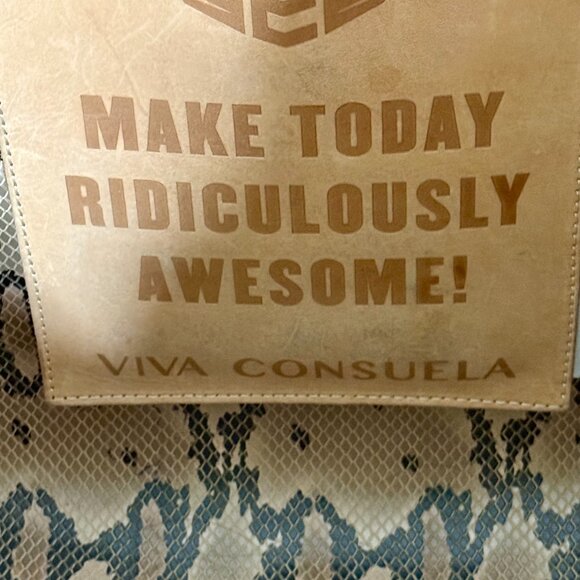 MAKE TODAY
RIDICULOUSLY
AWESOME!
VIVA CONSUELA